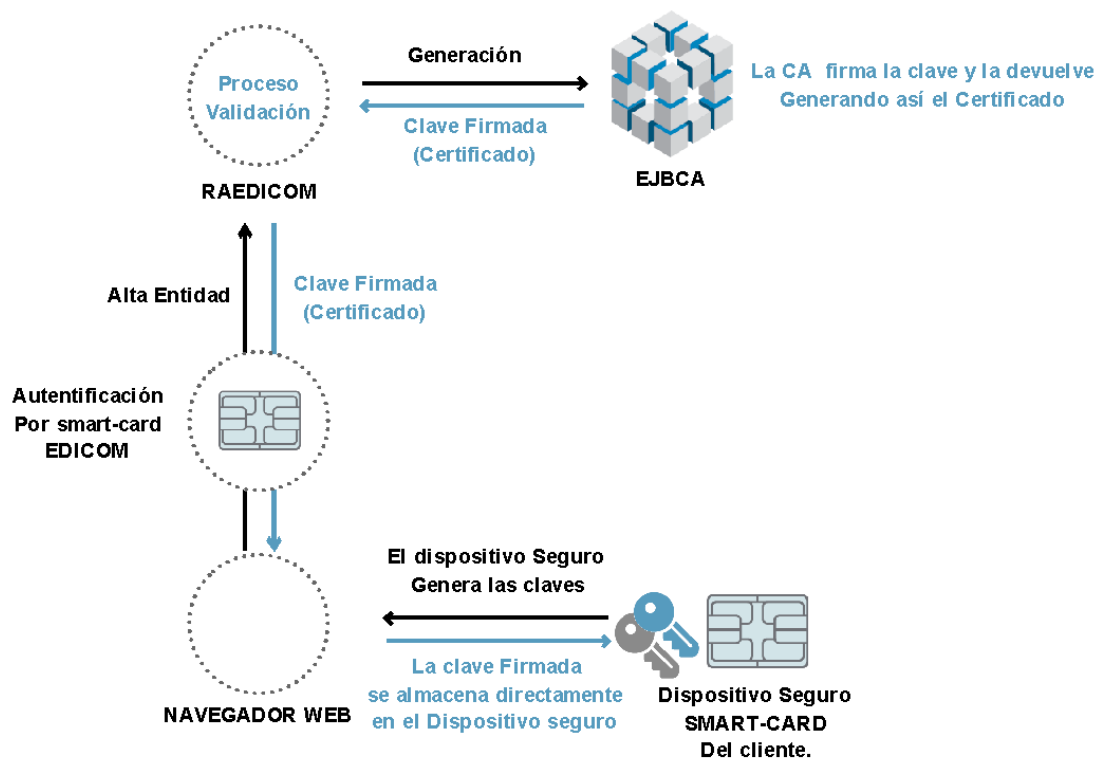 Proceso
Validación
RAEDICOM
Generación
Clave Firmada
(Certificado)
EJBCA
La CA firma la clave y la devuelve
Generando así el Certificado
Alta Entidad
Clave Firmada
(Certificado)
Autentificación
Por smart-card
EDICOM
NAVEGADOR WEB
El dispositivo Seguro
Genera las claves
La clave Firmada
se almacena directamente
en el Dispositivo seguro
Dispositivo Seguro
SMART-CARD
Del cliente.